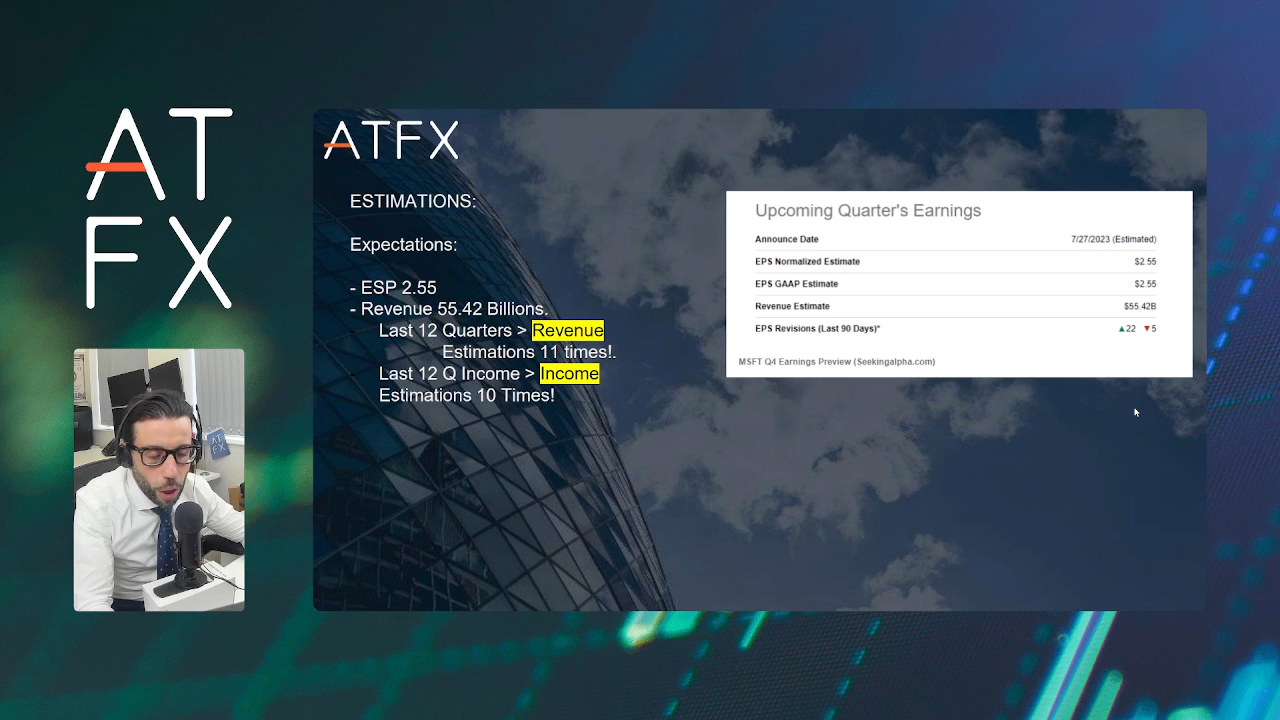 AT
FX
ATFX
ESTIMATIONS:
Expectations:
- ESP 2.55
- Revenue 55.42 Billions.
Last 12 Quarters > Revenue
Estimations 11 times!.
Last 12 Q Income > Income
Estimations 10 Times!
Upcoming Quarter's Earnings
Announce Date 7/27/2023 (Estimated)
EPS Normalized Estimate $2.55
EPS GAAP Estimate $2.55
Revenue Estimate $55.42B
EPS Revisions (Last 90 Days)* ▲22 ▼5
MSFT Q4 Earnings Preview (SeekingAlpha.com)